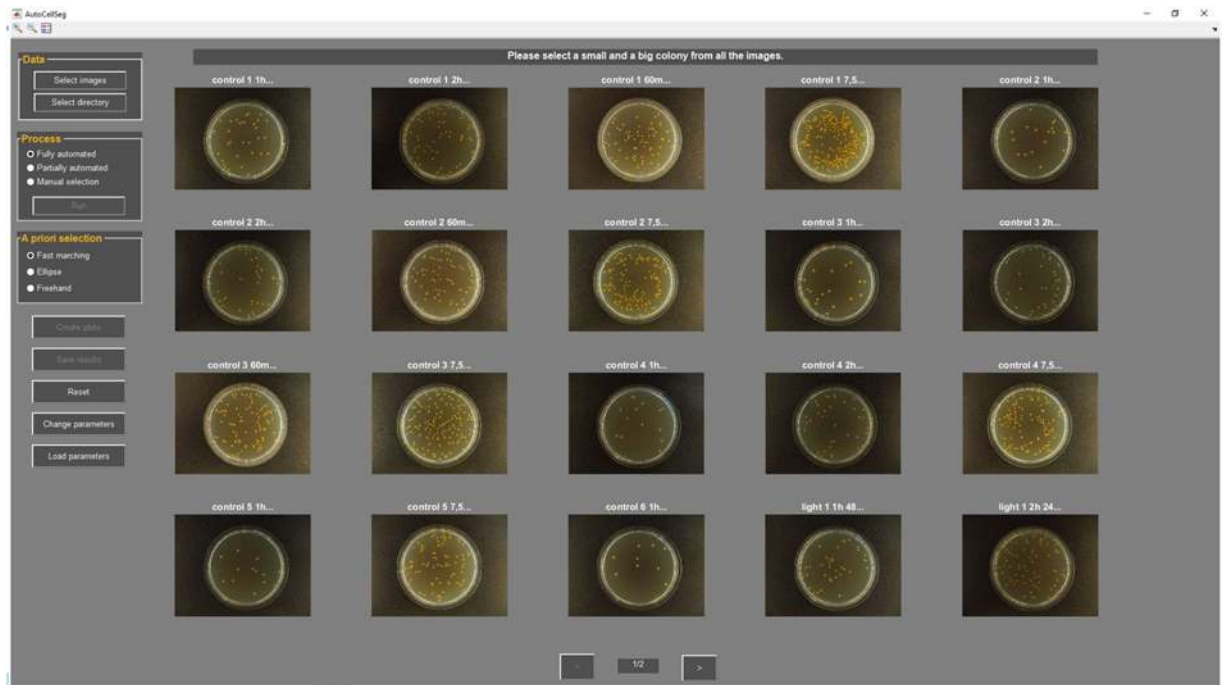 AutoCellSeg
Please select a small and a big colony from all the images.
Data
Select images
Select directory
Process
Fully automated
Partially automated
Manual selection
Run
A priori selection
Fast marching
Ellipse
Freehand
Create plots
Save results
Reset
Change parameters
Load parameters
control 1 1h...
control 1 2h...
control 1 60m...
control 1 7,5...
control 2 1h...
control 2 2h...
control 2 60m...
control 2 7,5...
control 3 1h...
control 3 2h...
control 3 60m...
control 3 7,5...
control 4 1h...
control 4 2h...
control 4 7,5...
control 5 1h...
control 5 7,5...
control 6 1h...
light 1 1h 48...
light 1 2h 24...
1/2
>